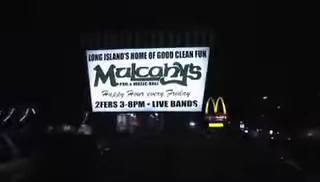 LONG ISLAND'S HOME OF GOOD CLEAN FUN
Mulcahy's
PUB & MUSIC HALL
Happy Hour every Friday
2FERS 3-8PM • LIVE BANDS